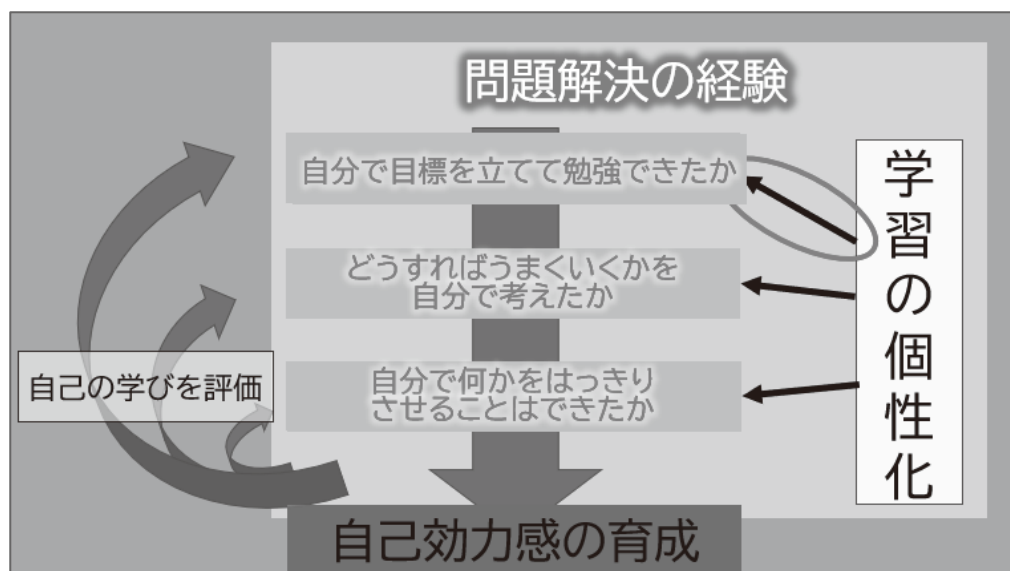 問題解決の経験
自分で目標を立てて勉強できたか
どうすればうまくいくかを
自分で考えたか
自分で何かをはっきり
させることはできたか
学習の個性化
自己の学びを評価
自己効力感の育成